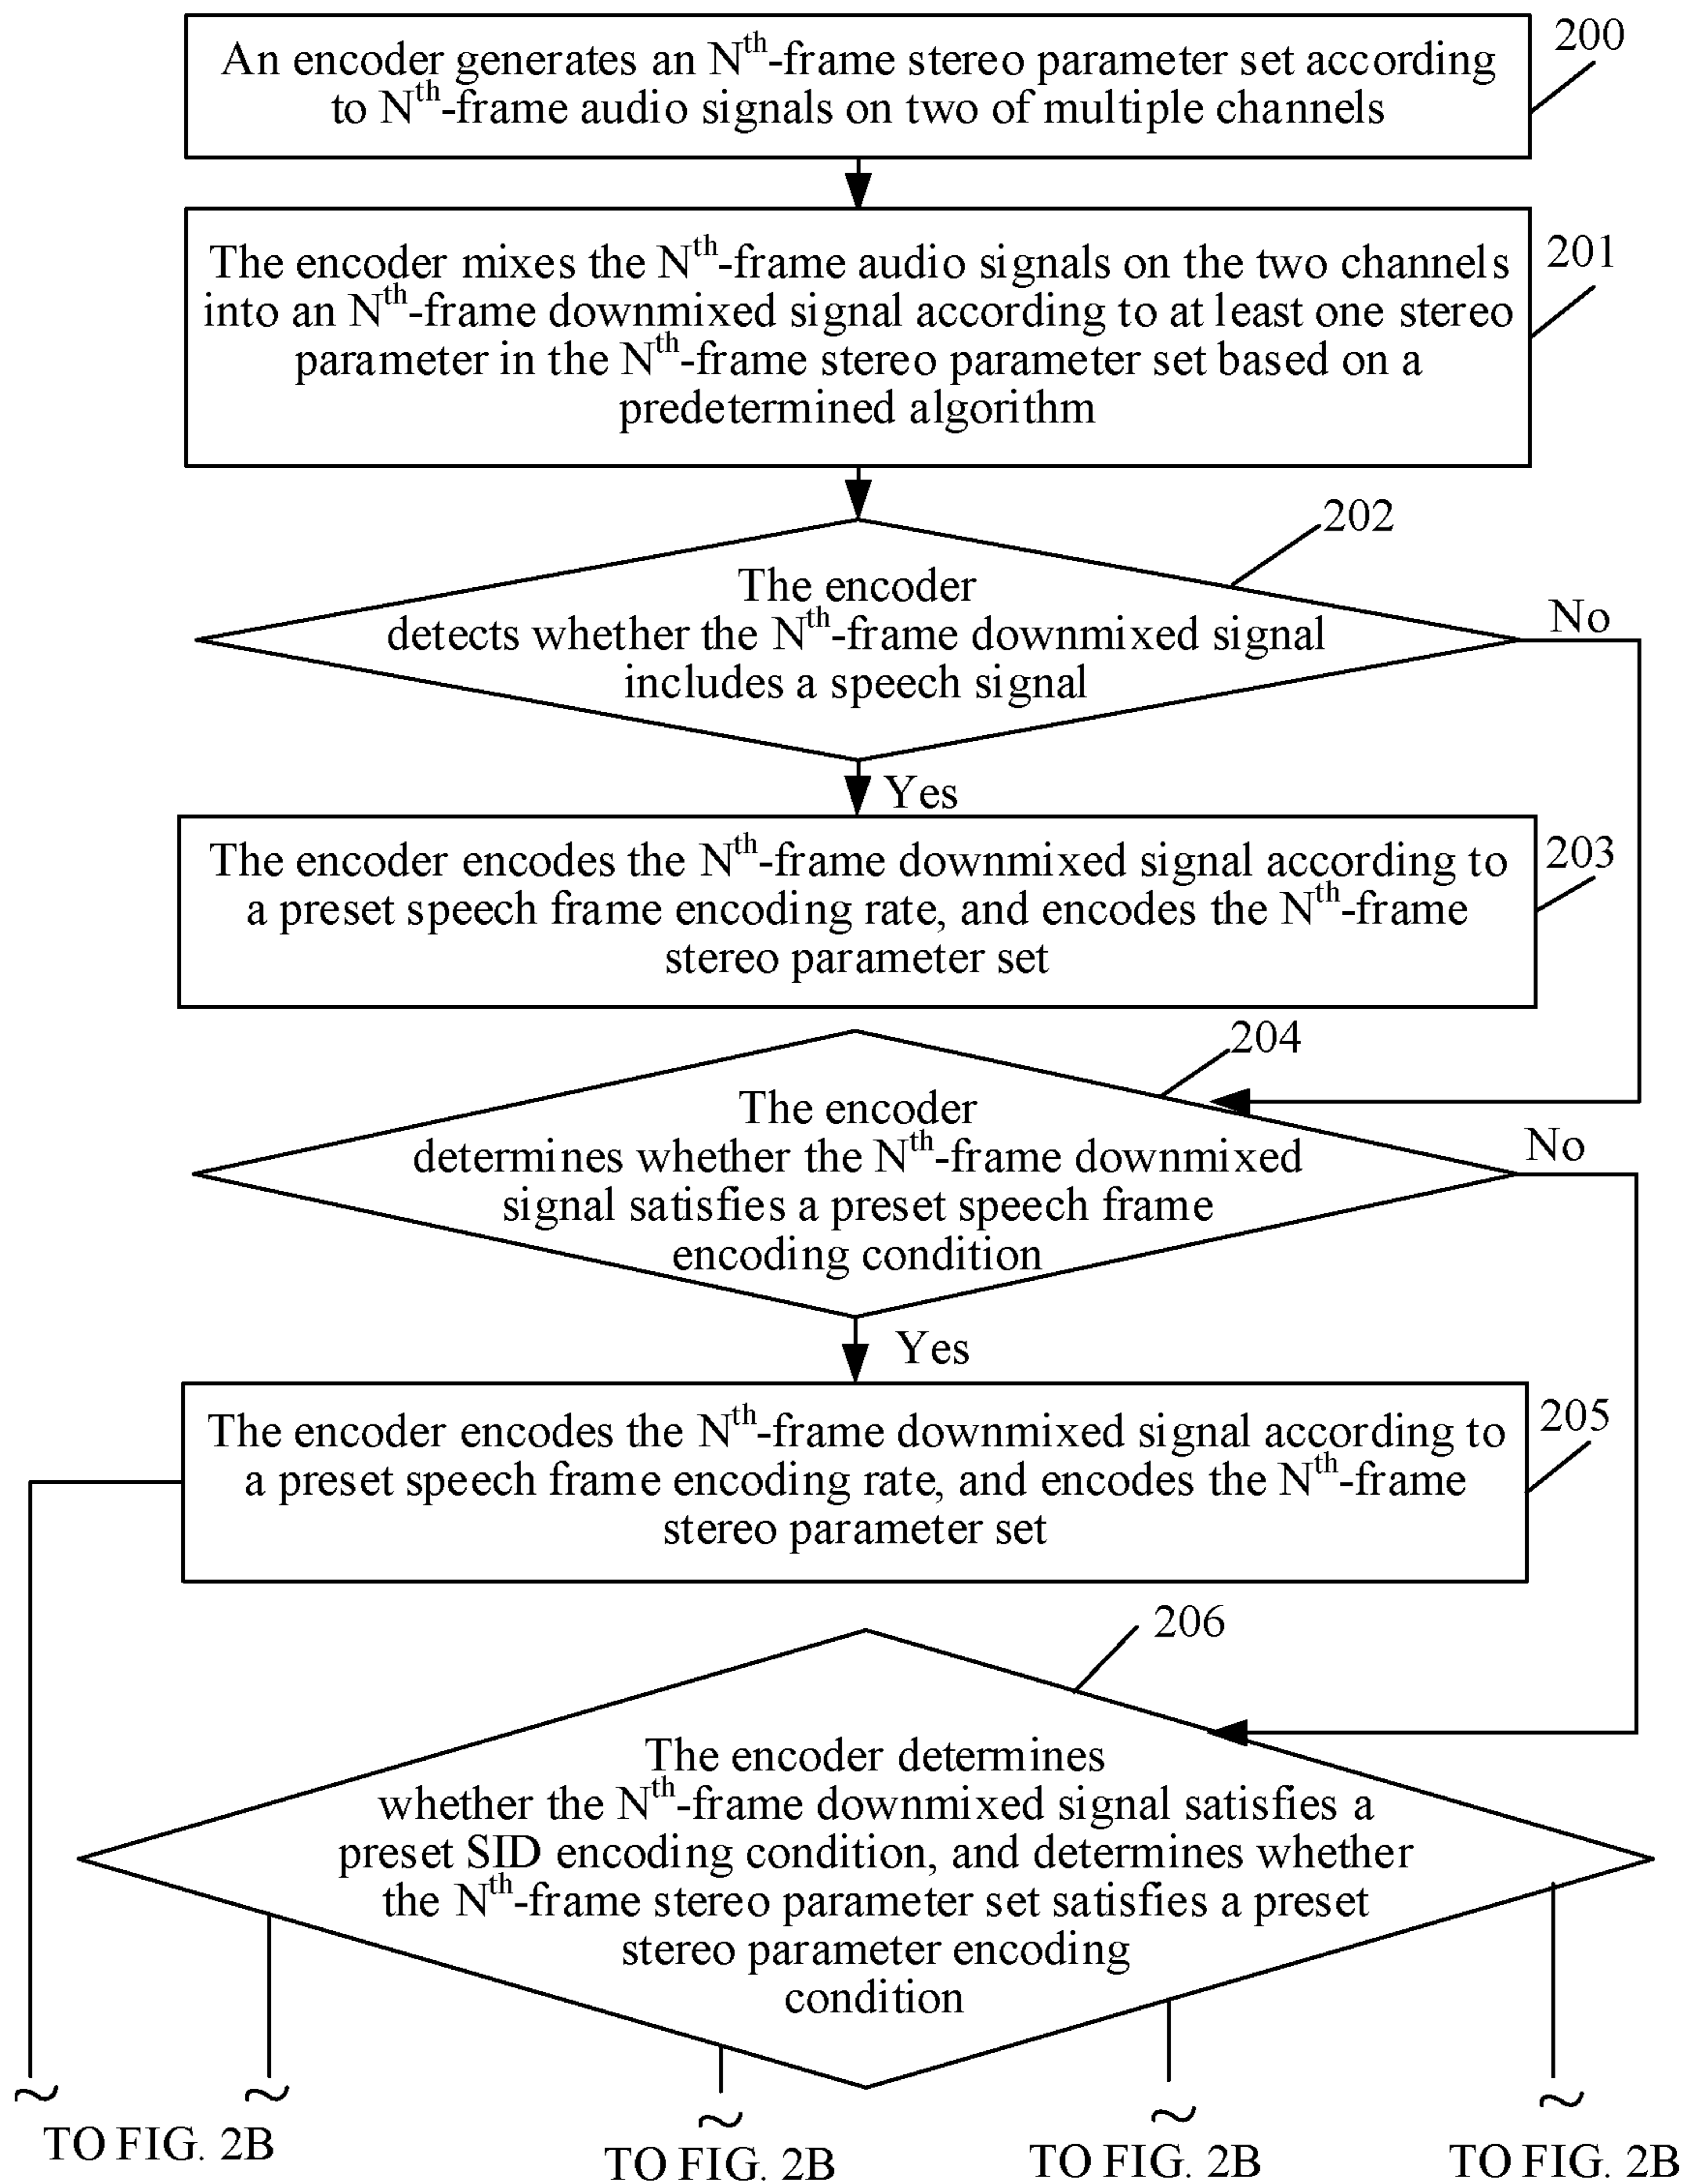 An encoder generates an Nth-frame stereo parameter set according
to Nth-frame audio signals on two of multiple channels
200
The encoder mixes the Nth-frame audio signals on the two channels
into an Nth-frame downmixed signal according to at least one stereo
parameter in the Nth-frame stereo parameter set based on a
predetermined algorithm
201
202
The encoder
detects whether the Nth-frame downmixed signal
includes a speech signal
No
Yes
The encoder encodes the Nth-frame downmixed signal according to
a preset speech frame encoding rate, and encodes the Nth-frame
stereo parameter set
203
204
The encoder
determines whether the Nth-frame downmixed
signal satisfies a preset speech frame
encoding condition
No
Yes
The encoder encodes the Nth-frame downmixed signal according to
a preset speech frame encoding rate, and encodes the Nth-frame
stereo parameter set
205
206
The encoder determines
whether the Nth-frame downmixed signal satisfies a
preset SID encoding condition, and determines whether
the Nth-frame stereo parameter set satisfies a preset
stereo parameter encoding
condition
TO FIG. 2B
TO FIG. 2B
TO FIG. 2B
TO FIG. 2B